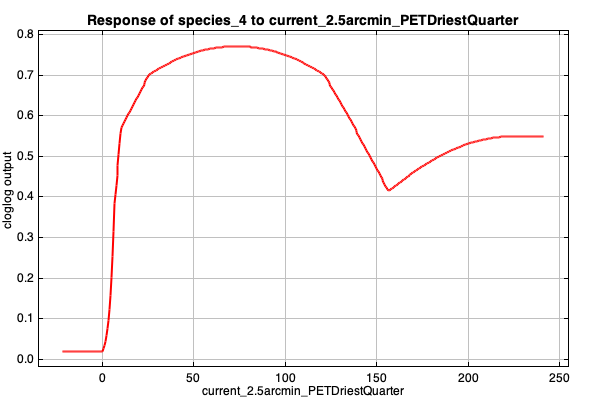 Response of species_4 to current_2.5arcmin_PETDriestQuarter
0.8
0.7
0.6
0.5
0.4
0.3
0.2
0.1
0.0
cloglog output
0 50 100 150 200 250
current_2.5arcmin_PETDriestQuarter